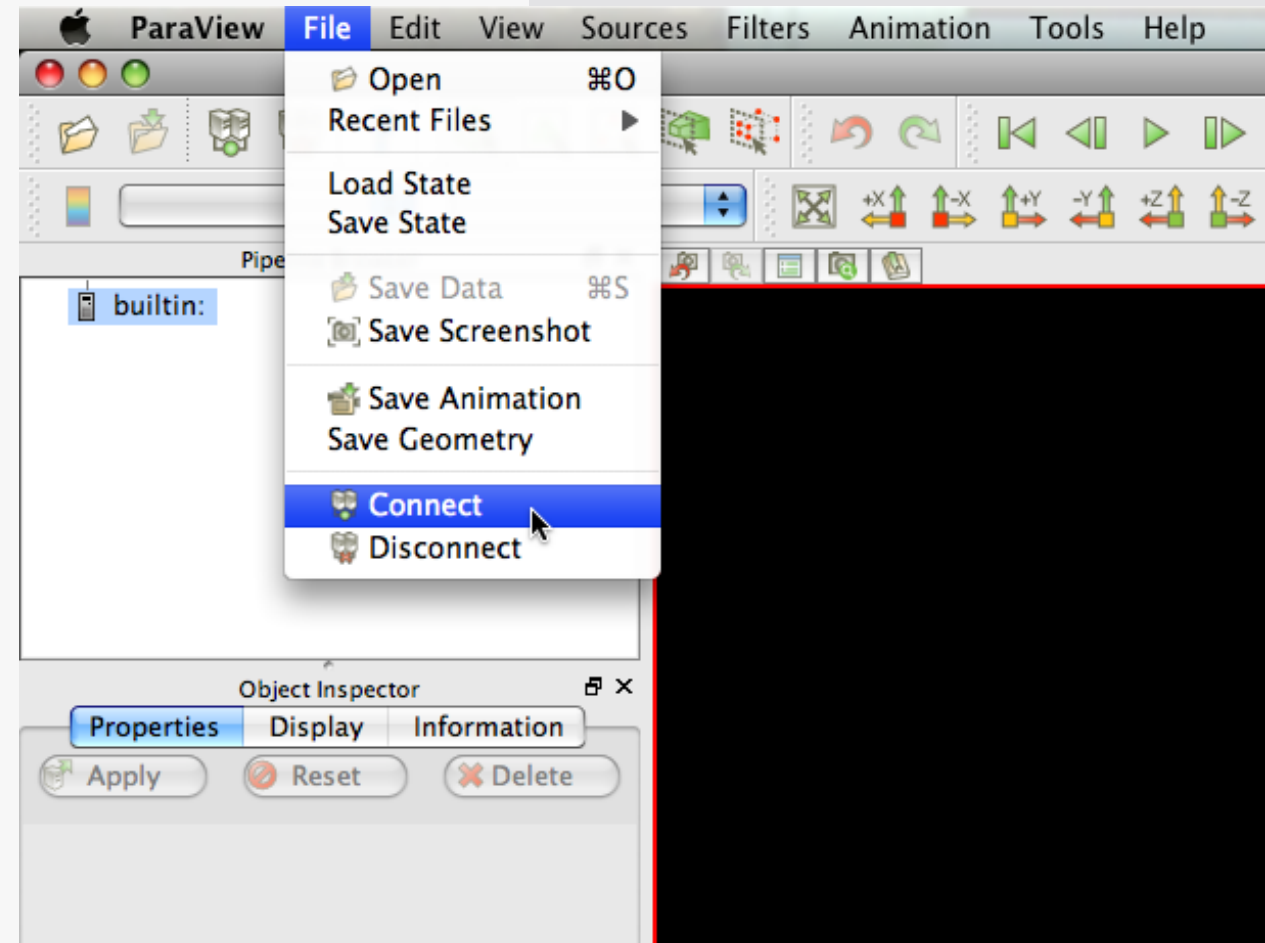 ParaView File Edit View Sources Filters Animation Tools Help
Open ⌘O
Recent Files
Load State
Save State
+X -X +Y -Y +Z -Z
Pipe
builtin:
Save Data ⌘S
Save Screenshot
Save Animation
Save Geometry
Connect
Disconnect
Object Inspector
Properties Display Information
Apply Reset Delete